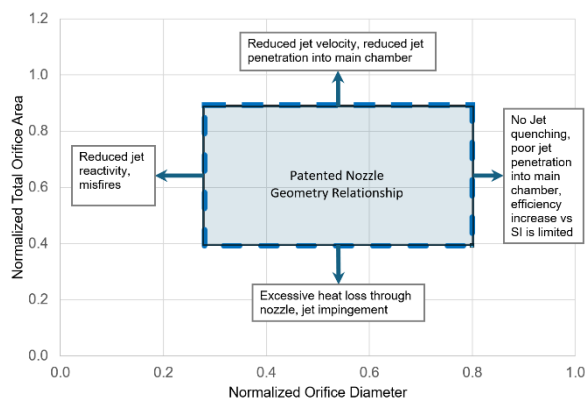 1.2
1.0
0.8
0.6
0.4
0.2
0.0
Normalized Total Orifice Area
Reduced jet velocity, reduced jet
penetration into main chamber
Reduced jet
reactivity,
misfires
Patented Nozzle
Geometry Relationship
No Jet
quenching,
poor jet
penetration
into main
chamber,
efficiency
increase vs
SI is limited
Excessive heat loss through
nozzle, jet impingement
0.0
0.2
0.4
0.6
0.8
1.0
Normalized Orifice Diameter